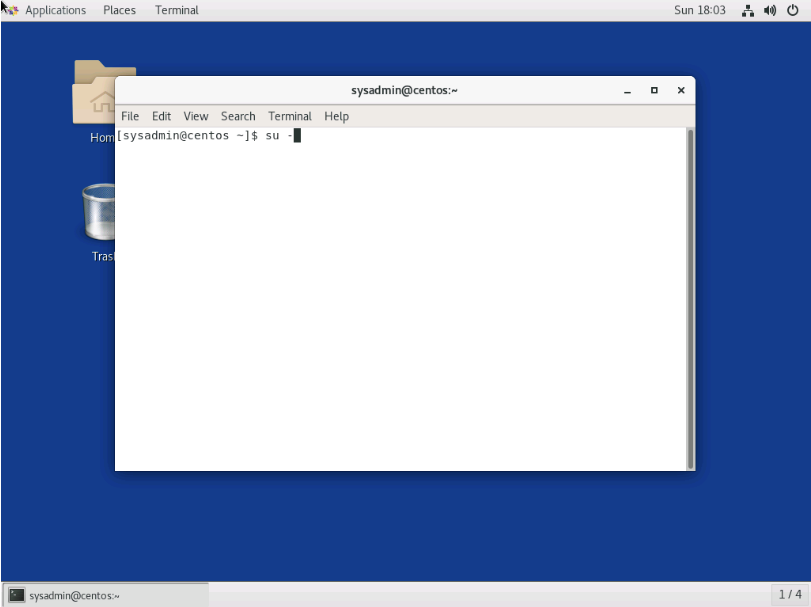 Applications Places Terminal Sun 18:03
sysadmin@centos:~
File Edit View Search Terminal Help
[sysadmin@centos ~]$ su -
Hom
Tras
sysadmin@centos:~ 1 / 4